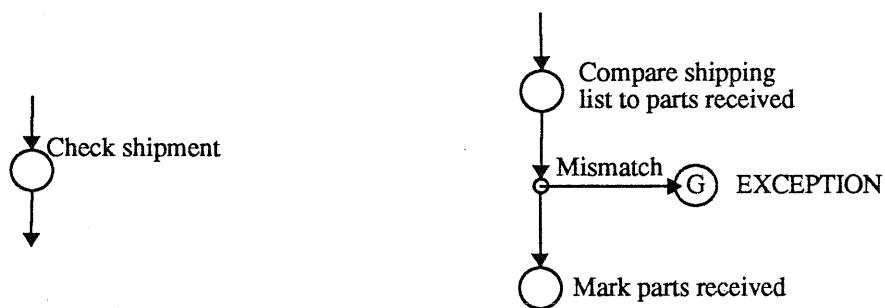 Check shipment
Compare shipping
list to parts received
Mismatch
G EXCEPTION
Mark parts received